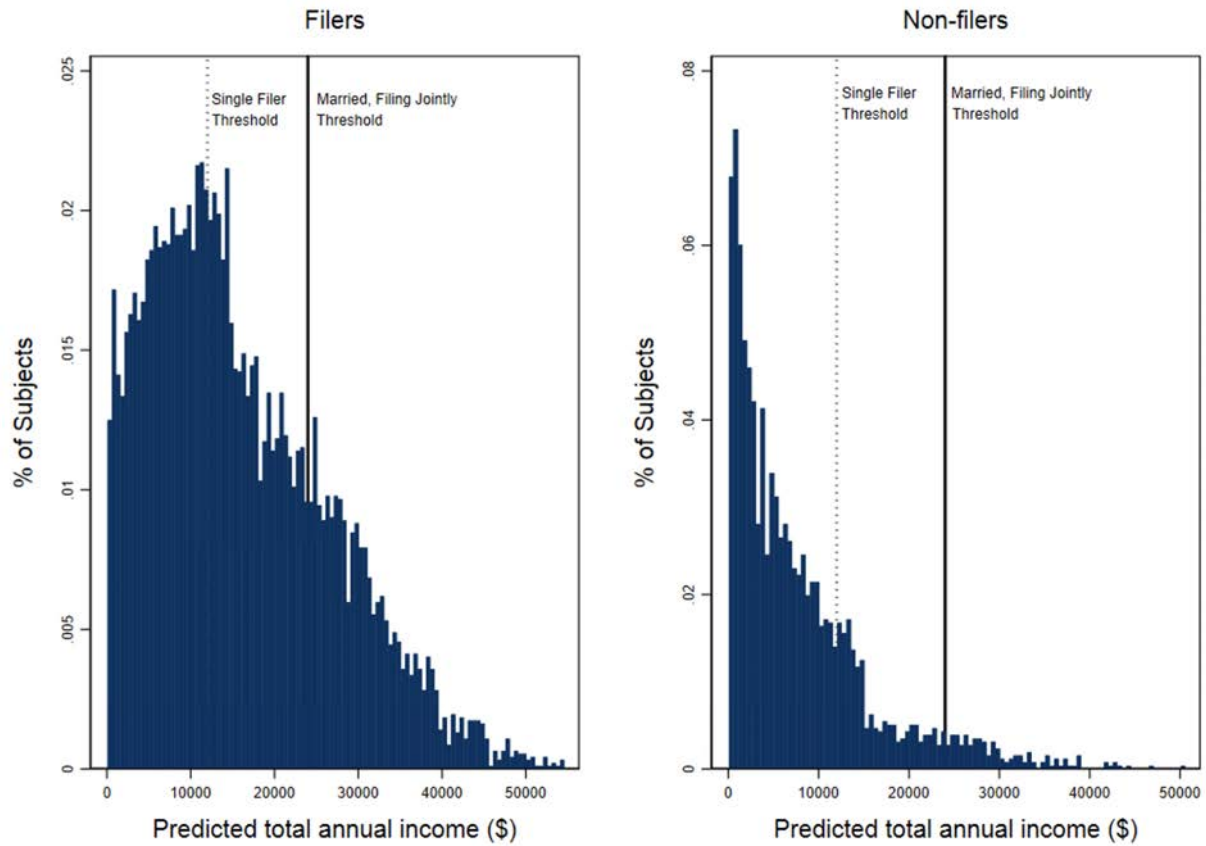 Filers
.025
.02
.015
.01
.005
0
% of Subjects
Single Filer
Threshold
Married, Filing Jointly
Threshold
0 10000 20000 30000 40000 50000
Predicted total annual income ($)
Non-filers
.08
.06
.04
.02
0
% of Subjects
Single Filer
Threshold
Married, Filing Jointly
Threshold
0 10000 20000 30000 40000 50000
Predicted total annual income ($)